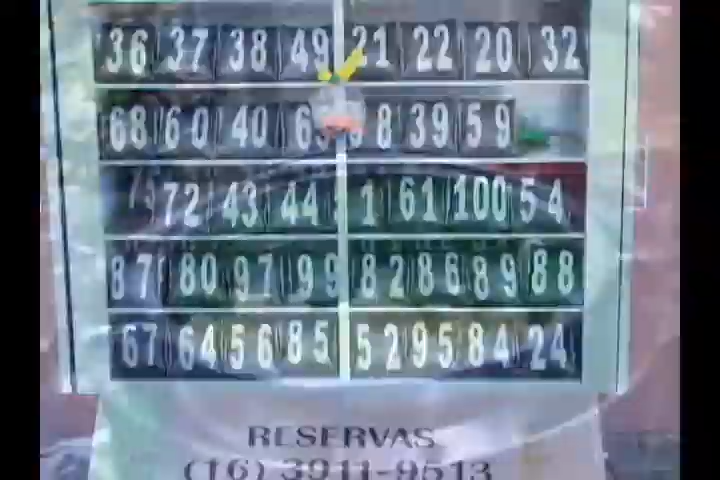 36 37 38 49 21 22 20 32
68 60 40 39 59
72 43 44 1 61 100 54
87 80 97 99 82 86 89 88
67 64 56 85 52 95 84 24
RESERVAS
(16) 3911-9513